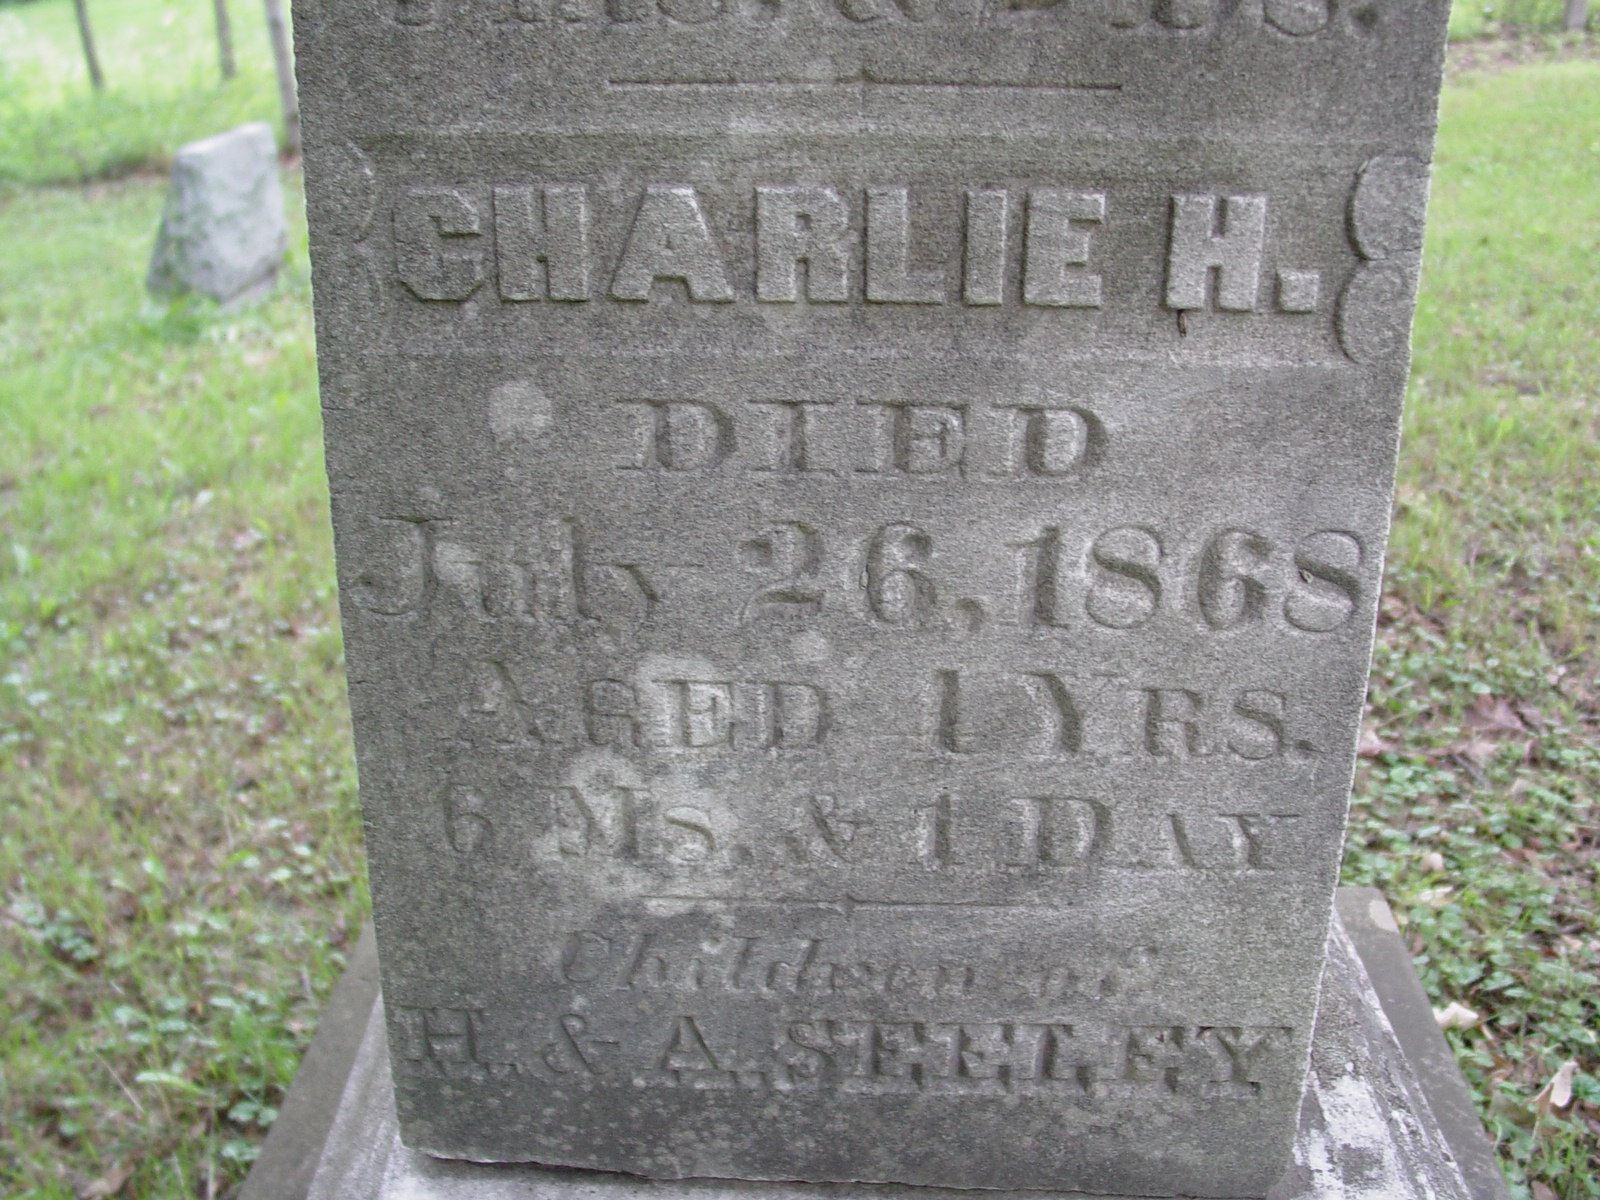 CHARLIE H.
DIED
July 26, 1868
AGED 1 YRS.
6 MS. & 1 DAY
Children of
H. & A. SEELEY